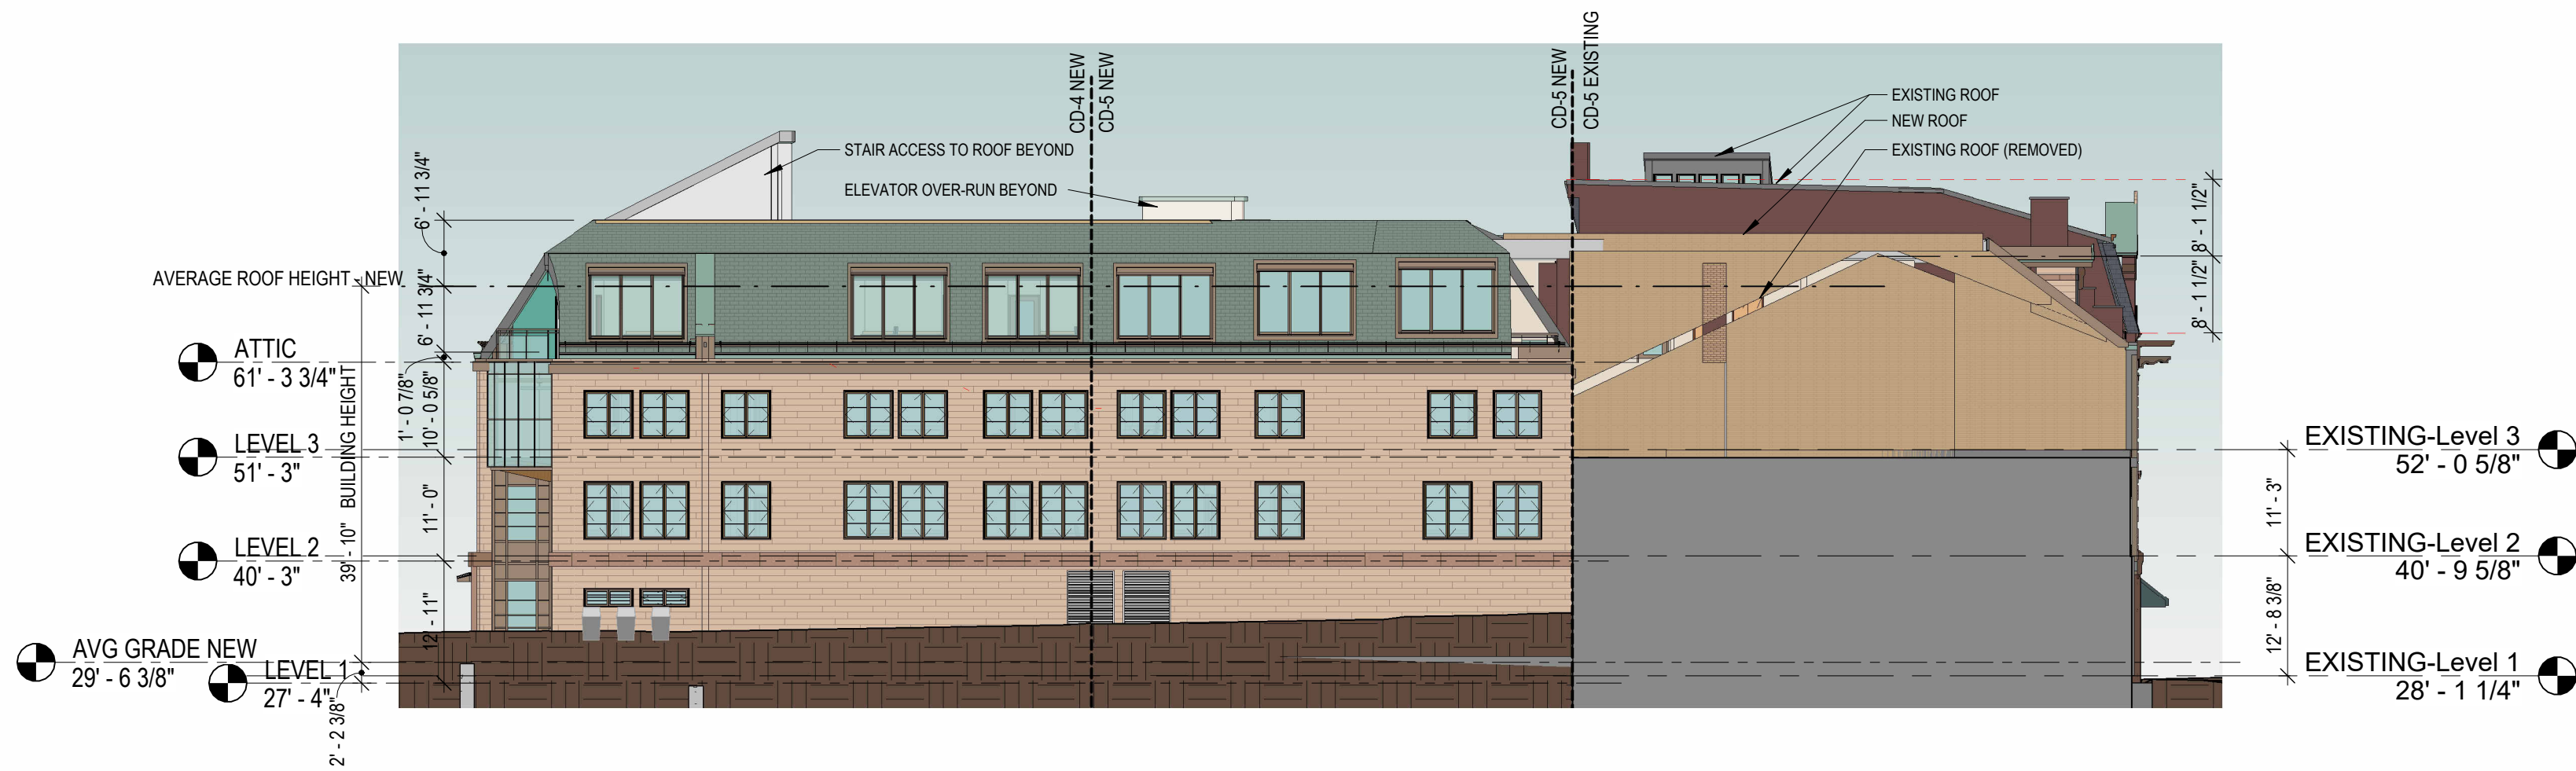 CD-4 NEW
CD-5 NEW
CD-5 NEW
CD-5 EXISTING
EXISTING ROOF
NEW ROOF
EXISTING ROOF (REMOVED)
STAIR ACCESS TO ROOF BEYOND
ELEVATOR OVER-RUN BEYOND
6' - 11 3/4"
6' - 11 3/4"
1' - 0 7/8"
10' - 0 5/8"
11' - 0"
12' - 11"
39' - 10" BUILDING HEIGHT
2' - 2 3/8"
AVERAGE ROOF HEIGHT - NEW
ATTIC
61' - 3 3/4"
LEVEL 3
51' - 3"
LEVEL 2
40' - 3"
AVG GRADE NEW
29' - 6 3/8"
LEVEL 1
27' - 4"
8' - 1 1/2"
8' - 1 1/2"
11' - 3"
12' - 8 3/8"
EXISTING-Level 3
52' - 0 5/8"
EXISTING-Level 2
40' - 9 5/8"
EXISTING-Level 1
28' - 1 1/4"